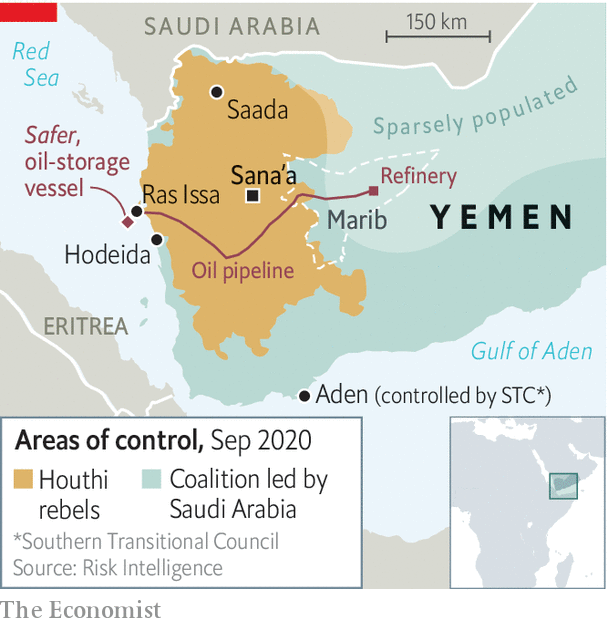 SAUDI ARABIA
150 km
Red
Sea
Saada
Sparsely populated
Safer,
oil-storage
vessel
Sana'a
Refinery
Ras Issa
Marib
YEMEN
Hodeida
Oil pipeline
ERITREA
Gulf of Aden
Aden (controlled by STC*)
Areas of control, Sep 2020
Houthi
rebels
Coalition led by
Saudi Arabia
*Southern Transitional Council
Source: Risk Intelligence
The Economist